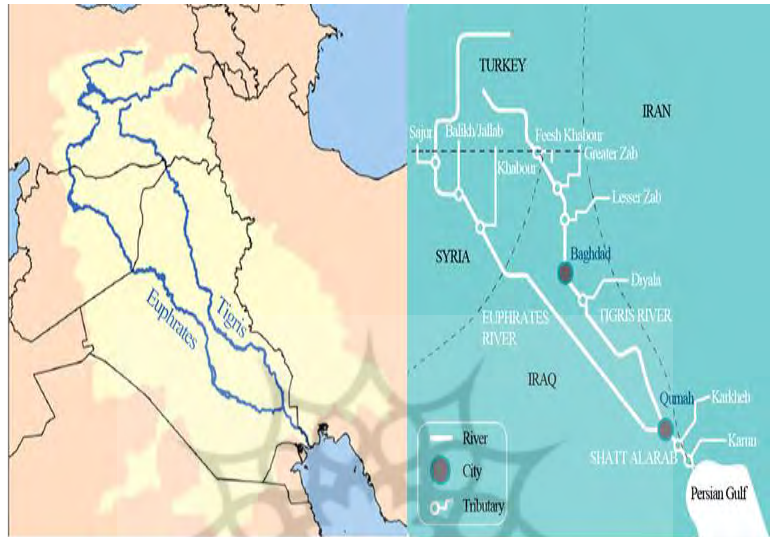 Euphrates
Tigris
TURKEY
IRAN
Sajur
Balikh/Jallab
Feesh Khabour
Khabour
Greater Zab
Lesser Zab
SYRIA
Baghdad
Diyala
EUPHRATES
RIVER
TIGRIS RIVER
IRAQ
Qurnah
Karkheh
SHATT ALARAB
Karun
Persian Gulf
River
City
Tributary